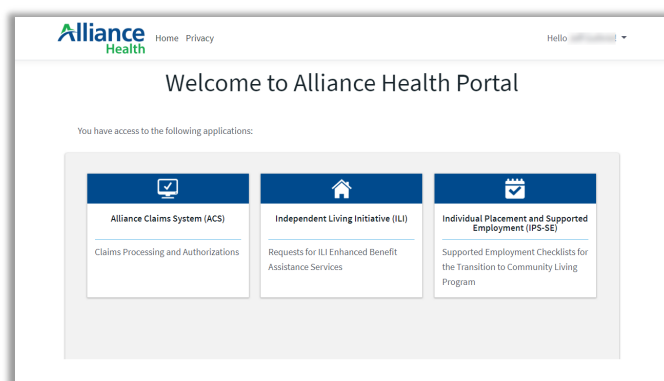 Alliance
Health
Home Privacy
Hello !
Welcome to Alliance Health Portal
You have access to the following applications:
Alliance Claims System (ACS)
Claims Processing and Authorizations
Independent Living Initiative (ILI)
Requests for ILI Enhanced Benefit
Assistance Services
Individual Placement and Supported
Employment (IPS-SE)
Supported Employment Checklists for
the Transition to Community Living
Program